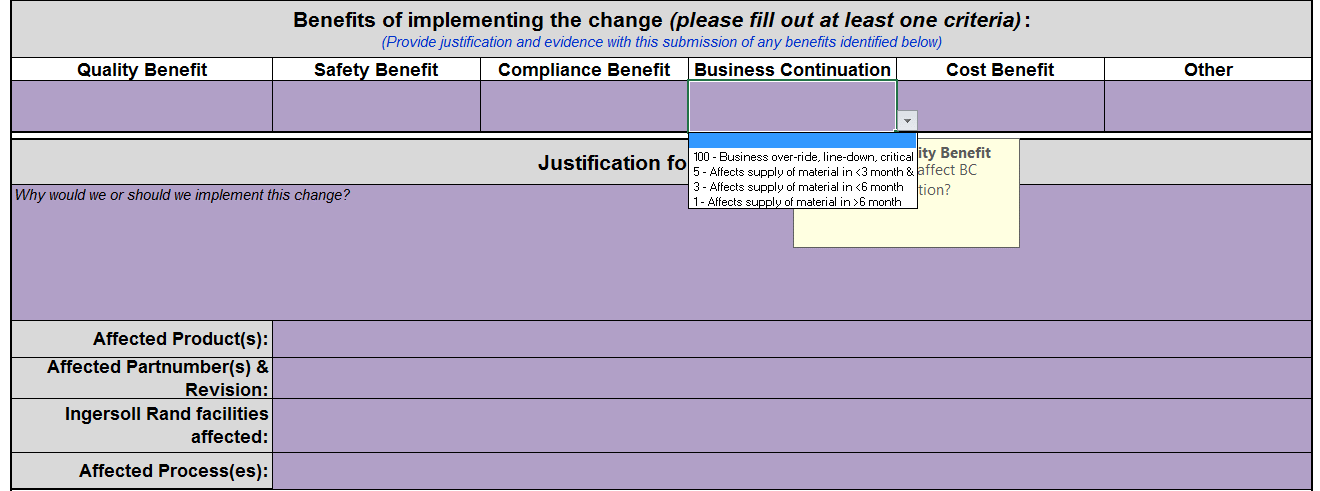 Benefits of implementing the change (please fill out at least one criteria):
(Provide justification and evidence with this submission of any benefits identified below)
Quality Benefit Safety Benefit Compliance Benefit Business Continuation Cost Benefit Other
100 - Business over-ride, line-down, critical
5 - Affects supply of material in <3 month &
3 - Affects supply of material in <6 month
1 - Affects supply of material in >6 month
ity Benefit
affect BC
tion?
Justification fo
Why would we or should we implement this change?
Affected Product(s):
Affected Partnumber(s) &
Revision:
Ingersoll Rand facilities
affected:
Affected Process(es):